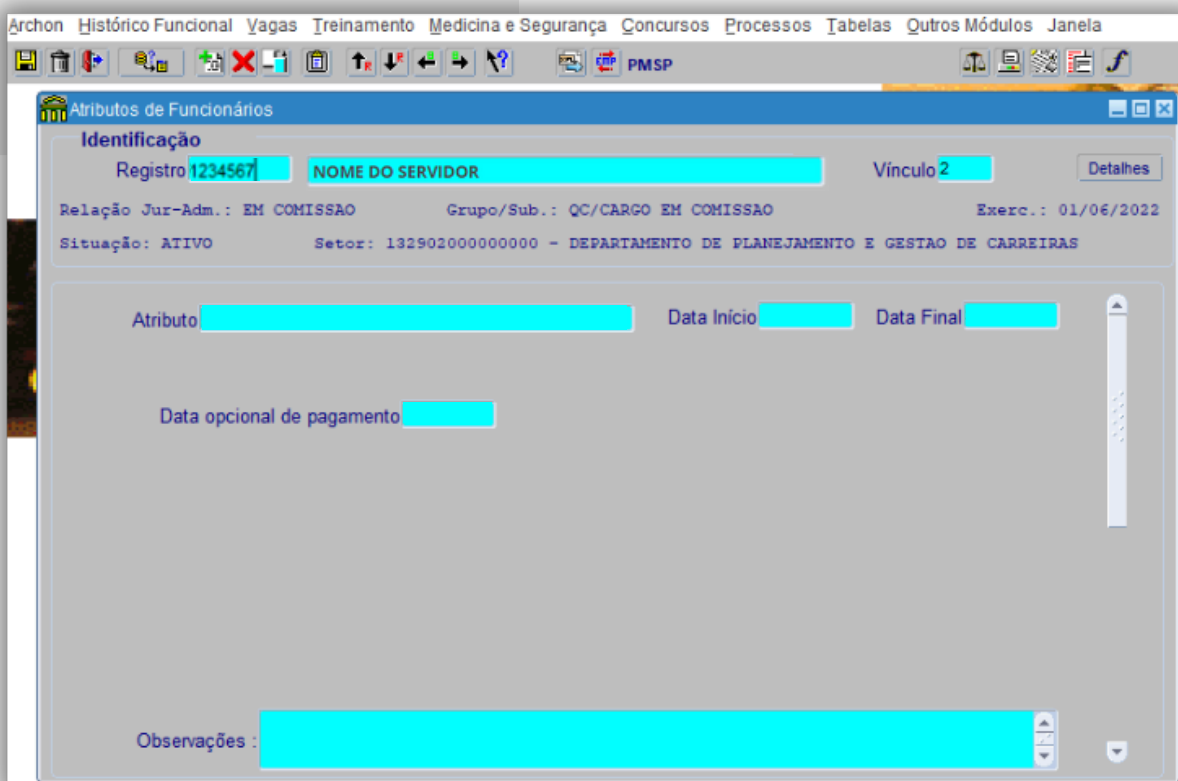 Archon Histórico Funcional Vagas Treinamento Medicina e Segurança Concursos Processos Tabelas Outros Módulos Janela
PMSP
Atributos de Funcionários
Identificação
Registro 1234567 NOME DO SERVIDOR Vínculo 2 Detalhes
Relação Jur-Adm.: EM COMISSAO Grupo/Sub.: QC/CARGO EM COMISSAO Exerc.: 01/06/2022
Situação: ATIVO Setor: 132902000000000 - DEPARTAMENTO DE PLANEJAMENTO E GESTAO DE CARREIRAS
Atributo Data Início Data Final
Data opcional de pagamento
Observações :